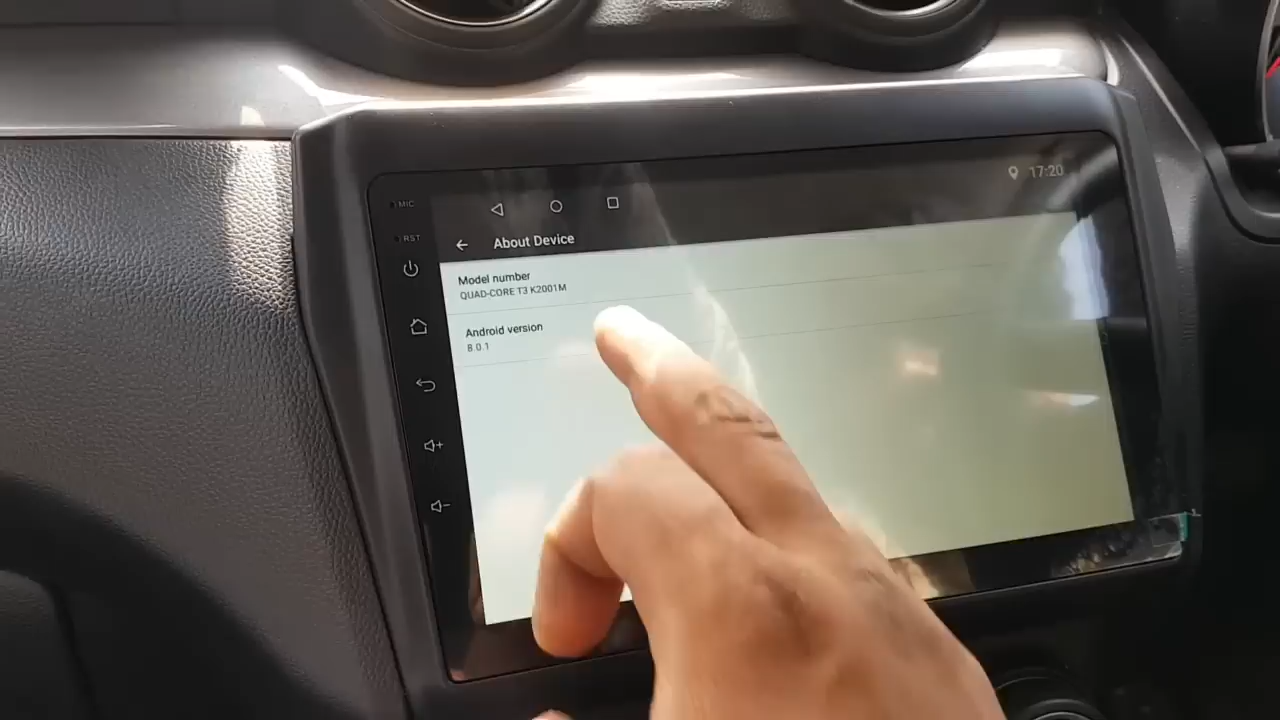 MIC
17:20
RST
About Device
Model number
QUAD-CORE T3 K2001M
Android version
8.0.1